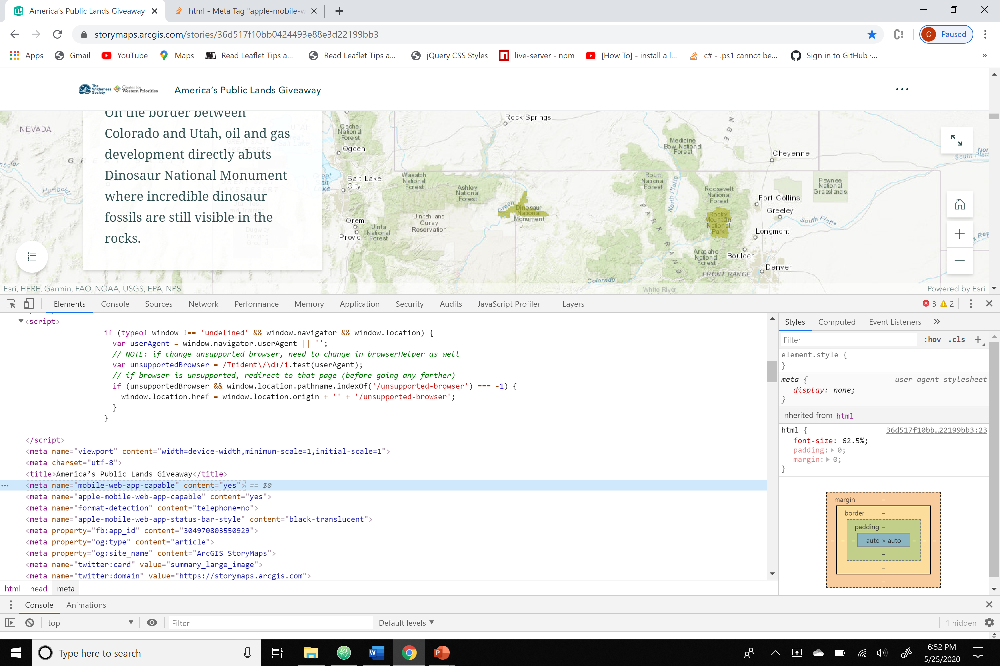 America's Public Lands Giveaway
html - Meta Tag "apple-mobile-w
storymaps.arcgis.com/stories/36d517f10bb0424493e88e3d22199bb3
C
Paused
Apps
Gmail
YouTube
Maps
Read Leaflet Tips a...
Read Leaflet Tips a...
jQuery CSS Styles
live-server - npm
[How To] - install a l...
c# - .ps1 cannot be...
Sign in to GitHub ·...
»
The
Wilderness
Society
Center for
Western Priorities
America's Public Lands Giveaway
On the border between
Colorado and Utah, oil and gas
development directly abuts
Dinosaur National Monument
where incredible dinosaur
fossils are still visible in the
rocks.
NEVADA
UTAH
Humboldt
Great
Salt
Lake
Dugway
Proving
Ground
Cache
National
Forest
Ogden
Salt Lake
City
Orem
Provo
Uinta
National
Forest
Wasatch
National
Forest
Ashley
National
Forest
Uintah and
Ouray
Reservation
Rock Springs
Green
Dinosaur
National
Monument
Medicine
Bow National
Forest
Cheyenne
Routt
National
Forest
North Platte
PARK RANGE
Roosevelt
National
Forest
Rocky
Mountain
National
Park
Fort Collins
Greeley
Pawnee
National
Grasslands
South Platte
South Platt
Longmont
Arapaho
National
Forest
Boulder
Denver
FRONT RANGE
Colorado
White River
Esri, HERE, Garmin, FAO, NOAA, USGS, EPA, NPS
Powered by Esri
Elements
Console
Sources
Network
Performance
Memory
Application
Security
Audits
JavaScript Profiler
Layers
3
2
<script>
if (typeof window !== 'undefined' && window.navigator && window.location) {
var userAgent = window.navigator.userAgent || '';
// NOTE: if change unsupported browser, need to change in browserHelper as well
var unsupportedBrowser = /Trident\/\d+/i.test(userAgent);
// if browser is unsupported, redirect to that page (before going any farther)
if (unsupportedBrowser && window.location.pathname.indexOf('/unsupported-browser') === -1) {
window.location.href = window.location.origin + '' + '/unsupported-browser';
}
}
</script>
<meta name="viewport" content="width=device-width,minimum-scale=1,initial-scale=1">
<meta charset="utf-8">
<title>America's Public Lands Giveaway</title>
<meta name="mobile-web-app-capable" content="yes"> == $0
<meta name="apple-mobile-web-app-capable" content="yes">
<meta name="format-detection" content="telephone=no">
<meta name="apple-mobile-web-app-status-bar-style" content="black-translucent">
<meta property="fb:app_id" content="304970803550929">
<meta property="og:type" content="article">
<meta property="og:site_name" content="ArcGIS StoryMaps">
<meta name="twitter:card" value="summary_large_image">
<meta name="twitter:domain" value="https://storymaps.arcgis.com">
html head meta
Styles
Computed
Event Listeners
»
Filter
:hov .cls +
element.style {
}
meta { user agent stylesheet
display: none;
}
Inherited from html
html { 36d517f10bb…22199bb3:23
font-size: 62.5%;
padding: 0;
margin: 0;
}
margin –
border –
padding –
– – – auto × auto – – –
–
–
–
Console
Animations
top
Filter
Default levels
1 hidden
Type here to search
6:52 PM
5/25/2020